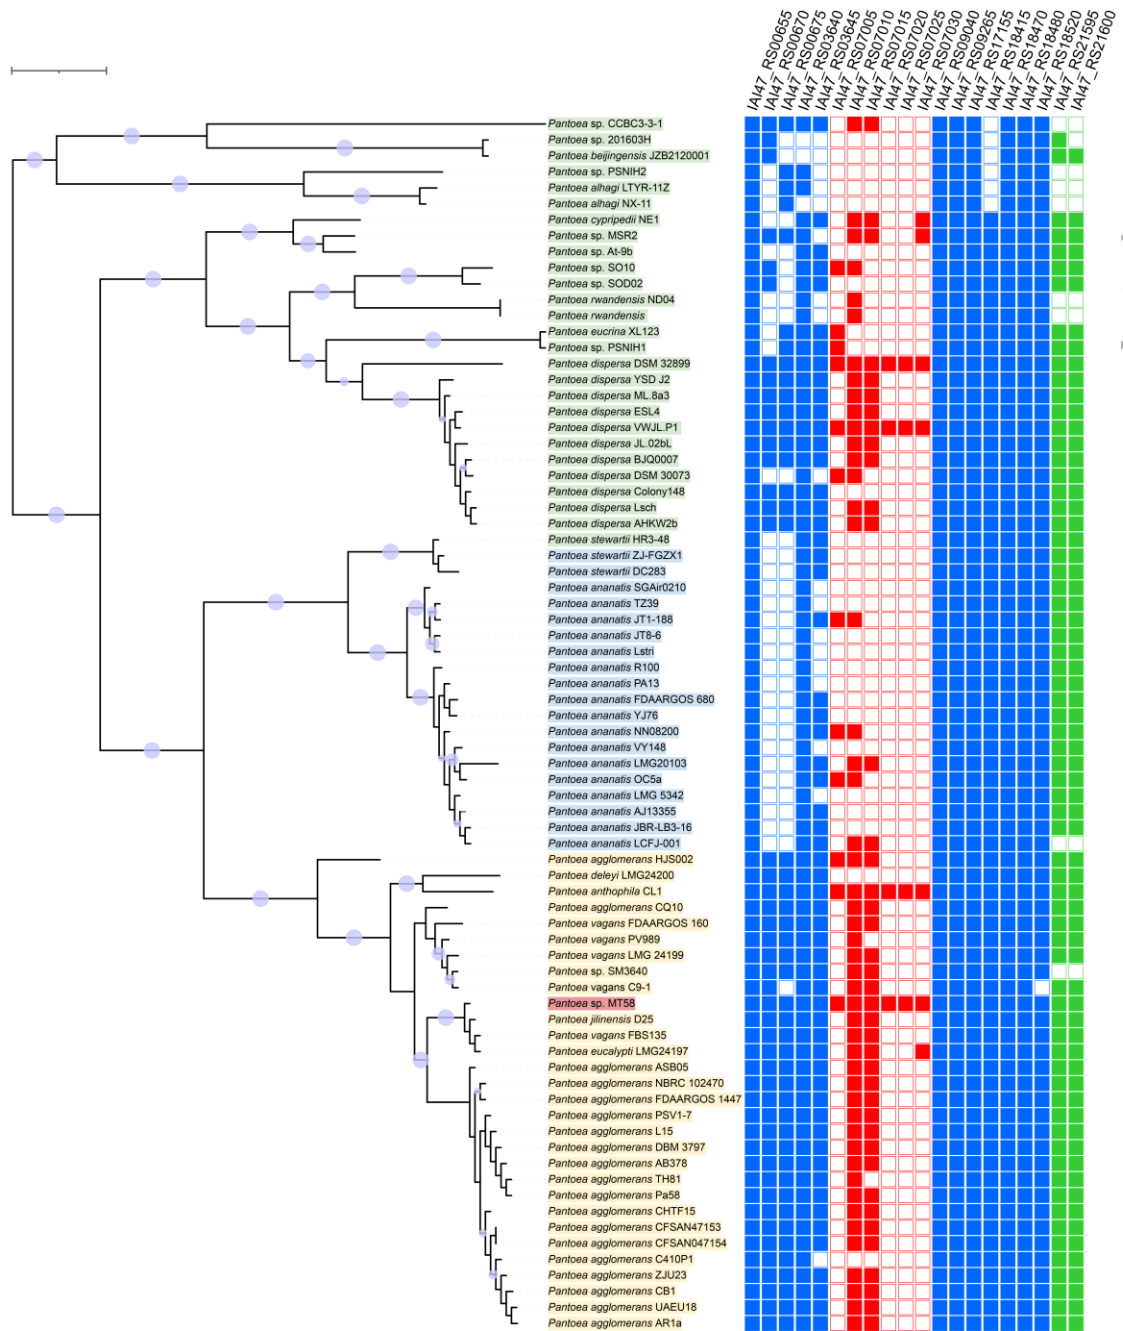 IAI47_RS00655
IAI47_RS00670
IAI47_RS00675
IAI47_RS03640
IAI47_RS03645
IAI47_RS07005
IAI47_RS07010
IAI47_RS07015
IAI47_RS07020
IAI47_RS07025
IAI47_RS07030
IAI47_RS09040
IAI47_RS09265
IAI47_RS17155
IAI47_RS18415
IAI47_RS18470
IAI47_RS18480
IAI47_RS18520
IAI47_RS21595
IAI47_RS21600
Pantoea sp. CCBC3-3-1
Pantoea sp. 201603H
Pantoea beijingensis JZB2120001
Pantoea sp. PSNIH2
Pantoea alhagi LTYR-11Z
Pantoea alhagi NX-11
Pantoea cypripedii NE1
Pantoea sp. MSR2
Pantoea sp. At-9b
Pantoea sp. SO10
Pantoea sp. SOD02
Pantoea rwandensis ND04
Pantoea rwandensis
Pantoea eucrina XL123
Pantoea sp. PSNIH1
Pantoea dispersa DSM 32899
Pantoea dispersa YSD J2
Pantoea dispersa ML.8a3
Pantoea dispersa ESL4
Pantoea dispersa VWJL.P1
Pantoea dispersa JL.02bL
Pantoea dispersa BJQ0007
Pantoea dispersa DSM 30073
Pantoea dispersa Colony148
Pantoea dispersa Lsch
Pantoea dispersa AHKW2b
Pantoea stewartii HR3-48
Pantoea stewartii ZJ-FGZX1
Pantoea stewartii DC283
Pantoea ananatis SGAir0210
Pantoea ananatis TZ39
Pantoea ananatis JT1-188
Pantoea ananatis JT8-6
Pantoea ananatis Lstri
Pantoea ananatis R100
Pantoea ananatis PA13
Pantoea ananatis FDAARGOS 680
Pantoea ananatis YJ76
Pantoea ananatis NN08200
Pantoea ananatis VY148
Pantoea ananatis LMG20103
Pantoea ananatis OC5a
Pantoea ananatis LMG 5342
Pantoea ananatis AJ13355
Pantoea ananatis JBR-LB3-16
Pantoea ananatis LCFJ-001
Pantoea agglomerans HJS002
Pantoea deleyi LMG24200
Pantoea anthophila CL1
Pantoea agglomerans CQ10
Pantoea vagans FDAARGOS 160
Pantoea vagans PV989
Pantoea vagans LMG 24199
Pantoea sp. SM3640
Pantoea vagans C9-1
Pantoea sp. MT58
Pantoea jilinensis D25
Pantoea vagans FBS135
Pantoea eucalypti LMG24197
Pantoea agglomerans ASB05
Pantoea agglomerans NBRC 102470
Pantoea agglomerans FDAARGOS 1447
Pantoea agglomerans PSV1-7
Pantoea agglomerans L15
Pantoea agglomerans DBM 3797
Pantoea agglomerans AB378
Pantoea agglomerans TH81
Pantoea agglomerans Pa58
Pantoea agglomerans CHTF15
Pantoea agglomerans CFSAN47153
Pantoea agglomerans CFSAN047154
Pantoea agglomerans C410P1
Pantoea agglomerans ZJU23
Pantoea agglomerans CB1
Pantoea agglomerans UAEU18
Pantoea agglomerans AR1a